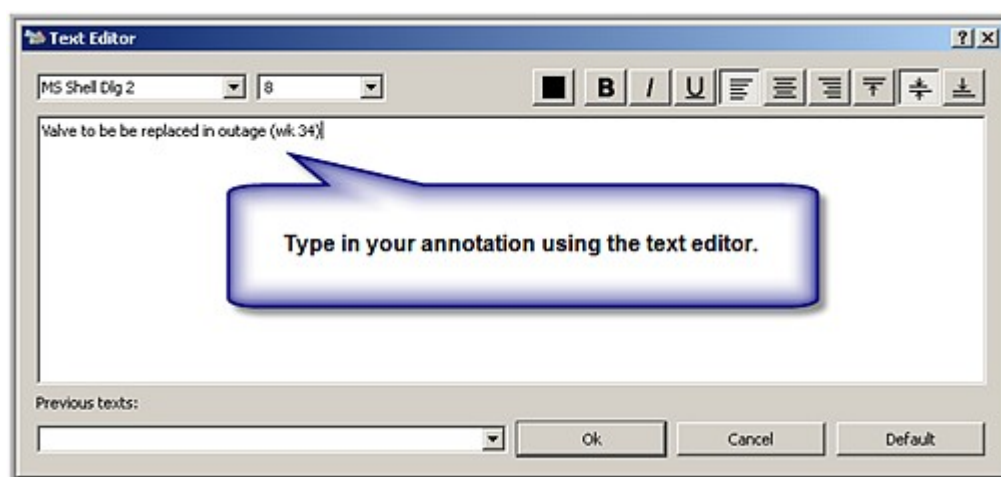 Text Editor
MS Shell Dlg 2 8 B I U
Valve to be be replaced in outage (wk 34)
Type in your annotation using the text editor.
Previous texts:
Ok Cancel Default